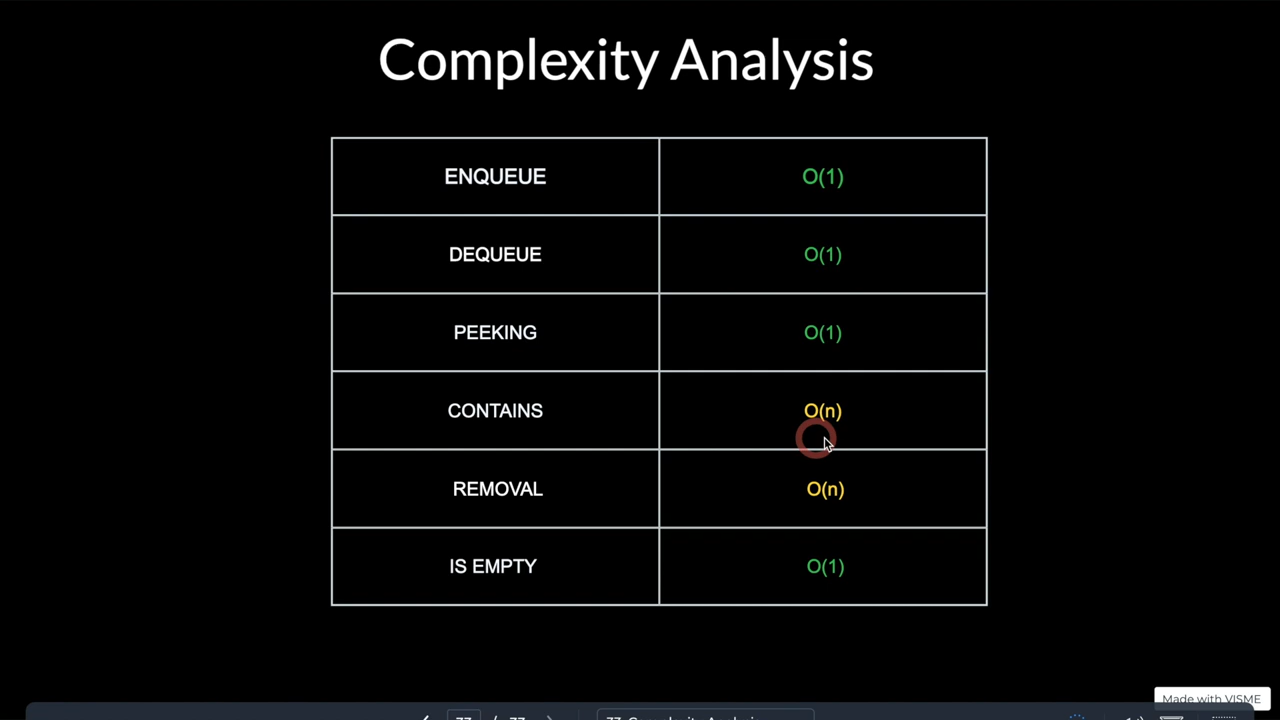 Complexity Analysis
ENQUEUE O(1)
DEQUEUE O(1)
PEEKING O(1)
CONTAINS O(n)
REMOVAL O(n)
IS EMPTY O(1)
Made with VISME